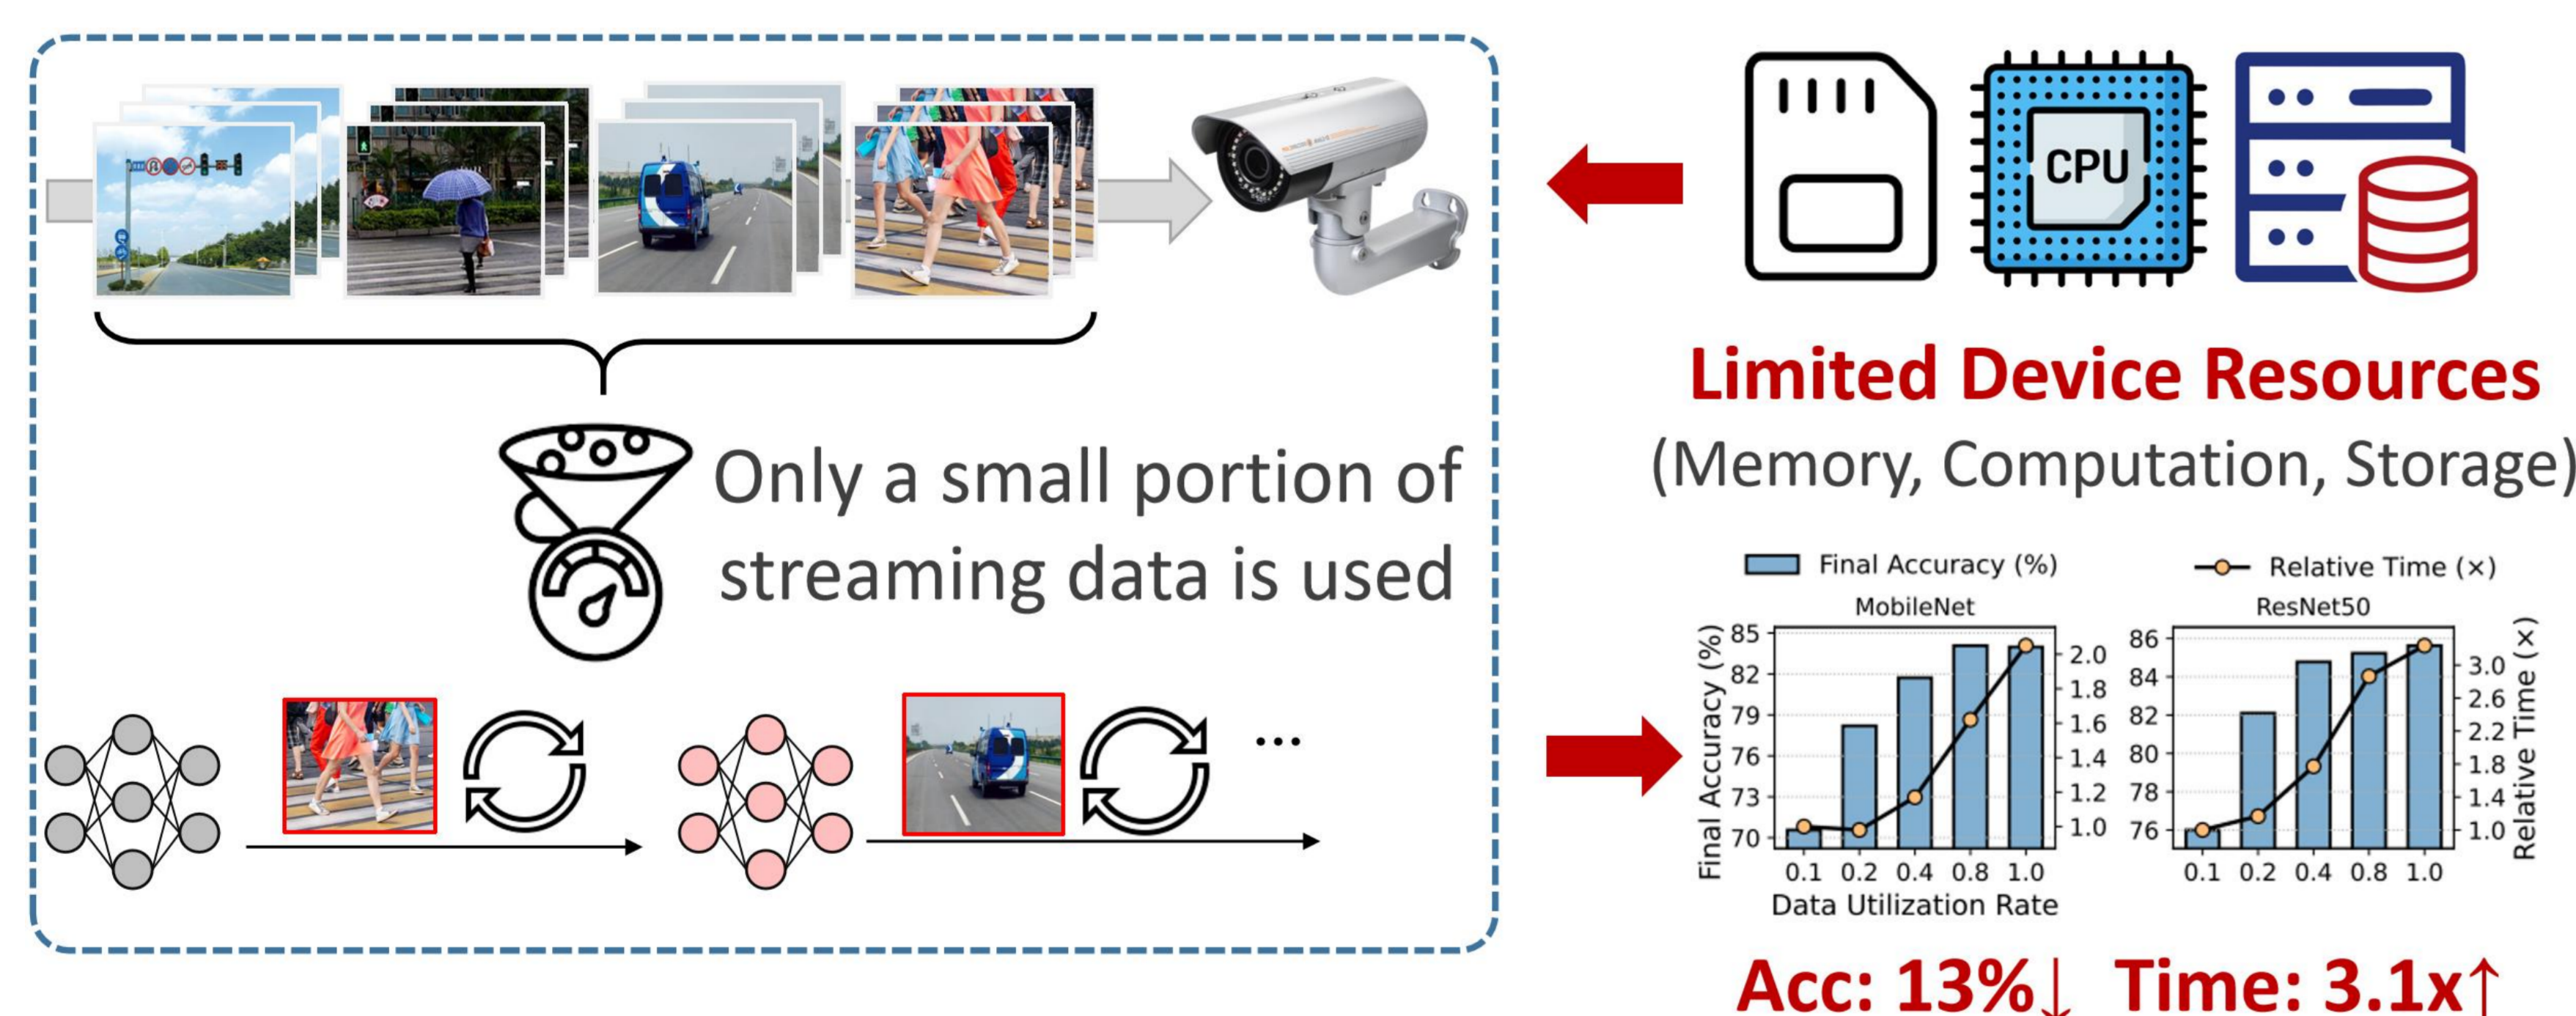 CPU
Limited Device Resources
(Memory, Computation, Storage)
Only a small portion of
streaming data is used
...
Final Accuracy (%)
Relative Time (×)
MobileNet
Final Accuracy (%)
85
82
79
76
73
70
2.0
1.8
1.6
1.4
1.2
1.0
0.1 0.2 0.4 0.8 1.0
Data Utilization Rate
ResNet50
86
84
82
80
78
76
3.0
2.6
2.2
1.8
1.4
1.0
Relative Time (×)
0.1 0.2 0.4 0.8 1.0
Acc: 13%↓ Time: 3.1x↑